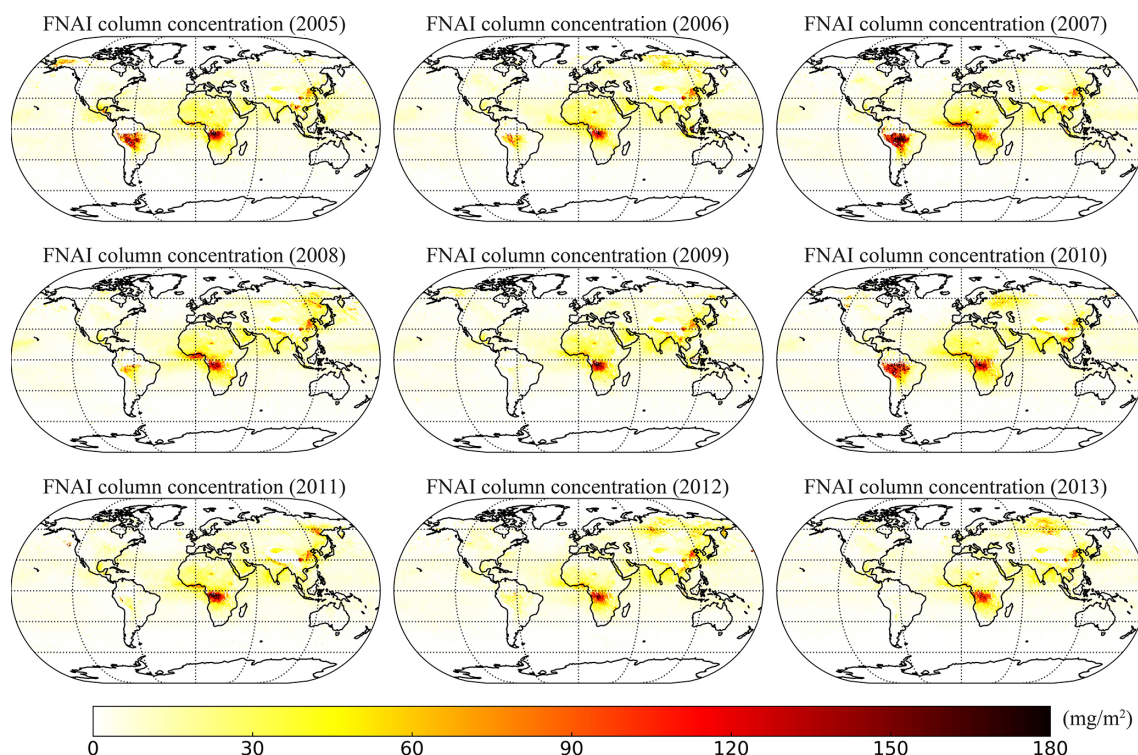 FNAI column concentration (2005)
FNAI column concentration (2006)
FNAI column concentration (2007)
FNAI column concentration (2008)
FNAI column concentration (2009)
FNAI column concentration (2010)
FNAI column concentration (2011)
FNAI column concentration (2012)
FNAI column concentration (2013)
(mg/m²)
0 30 60 90 120 150 180